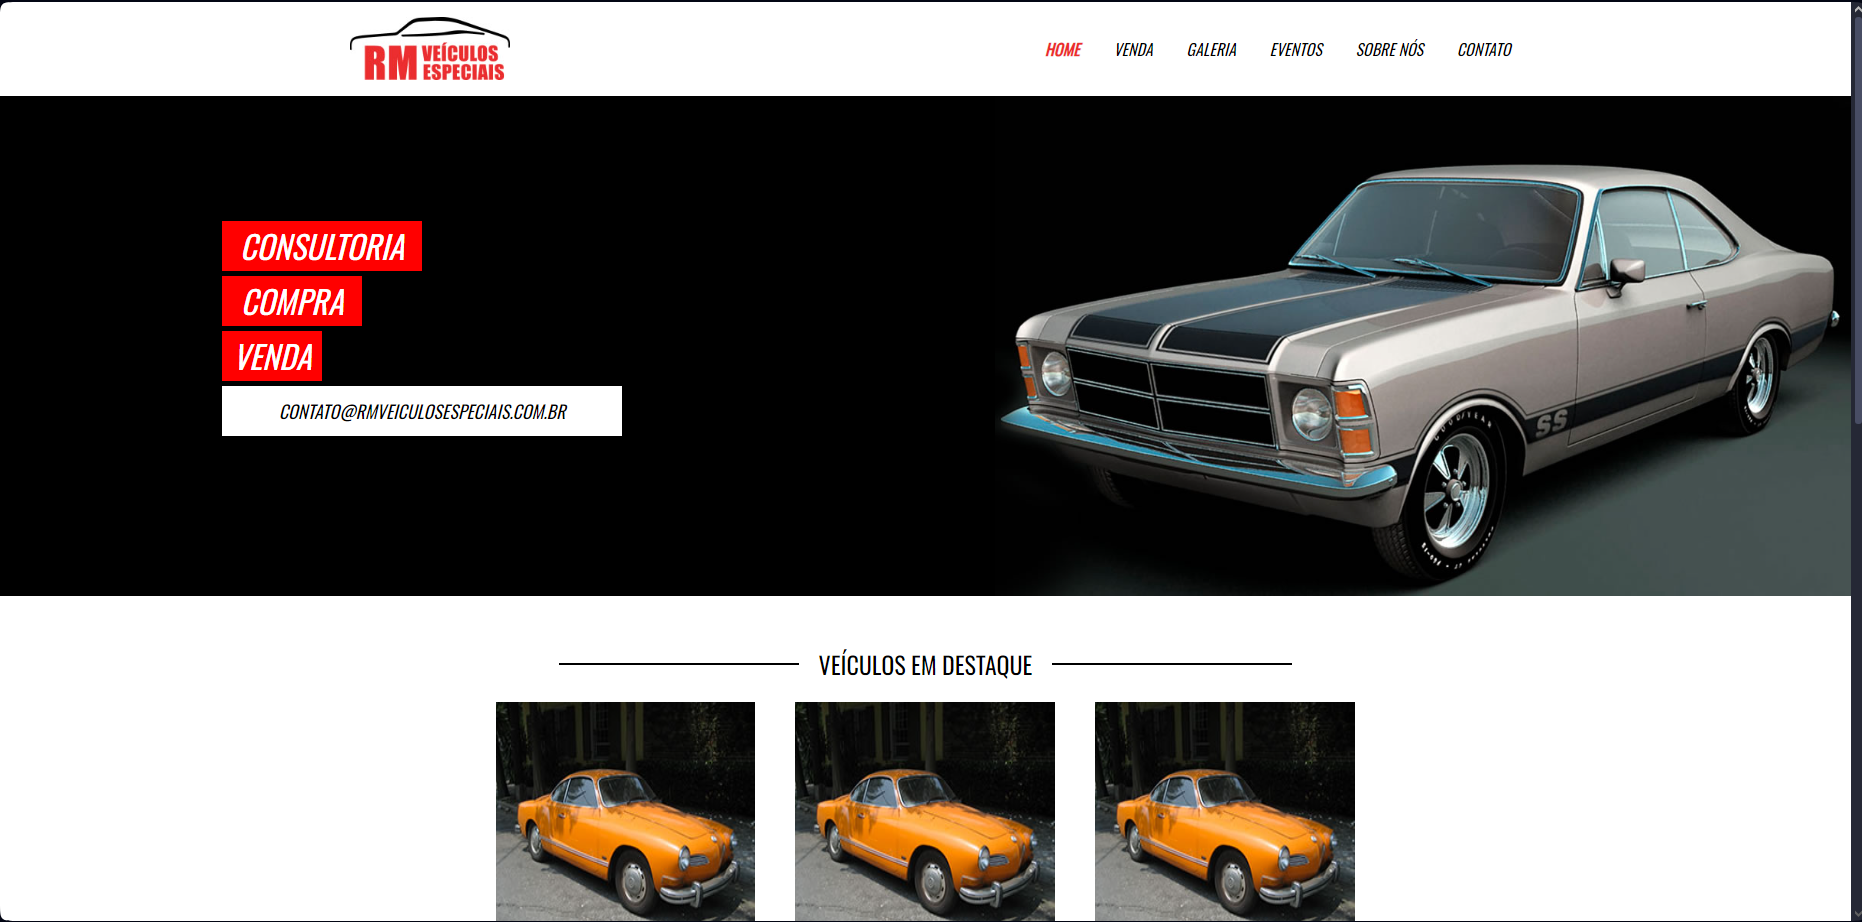 RM VEÍCULOS
ESPECIAIS
HOME VENDA GALERIA EVENTOS SOBRE NÓS CONTATO
CONSULTORIA
COMPRA
VENDA
CONTATO@RMVEICULOSESPECIAIS.COM.BR
SS
GOODYEAR
VEÍCULOS EM DESTAQUE